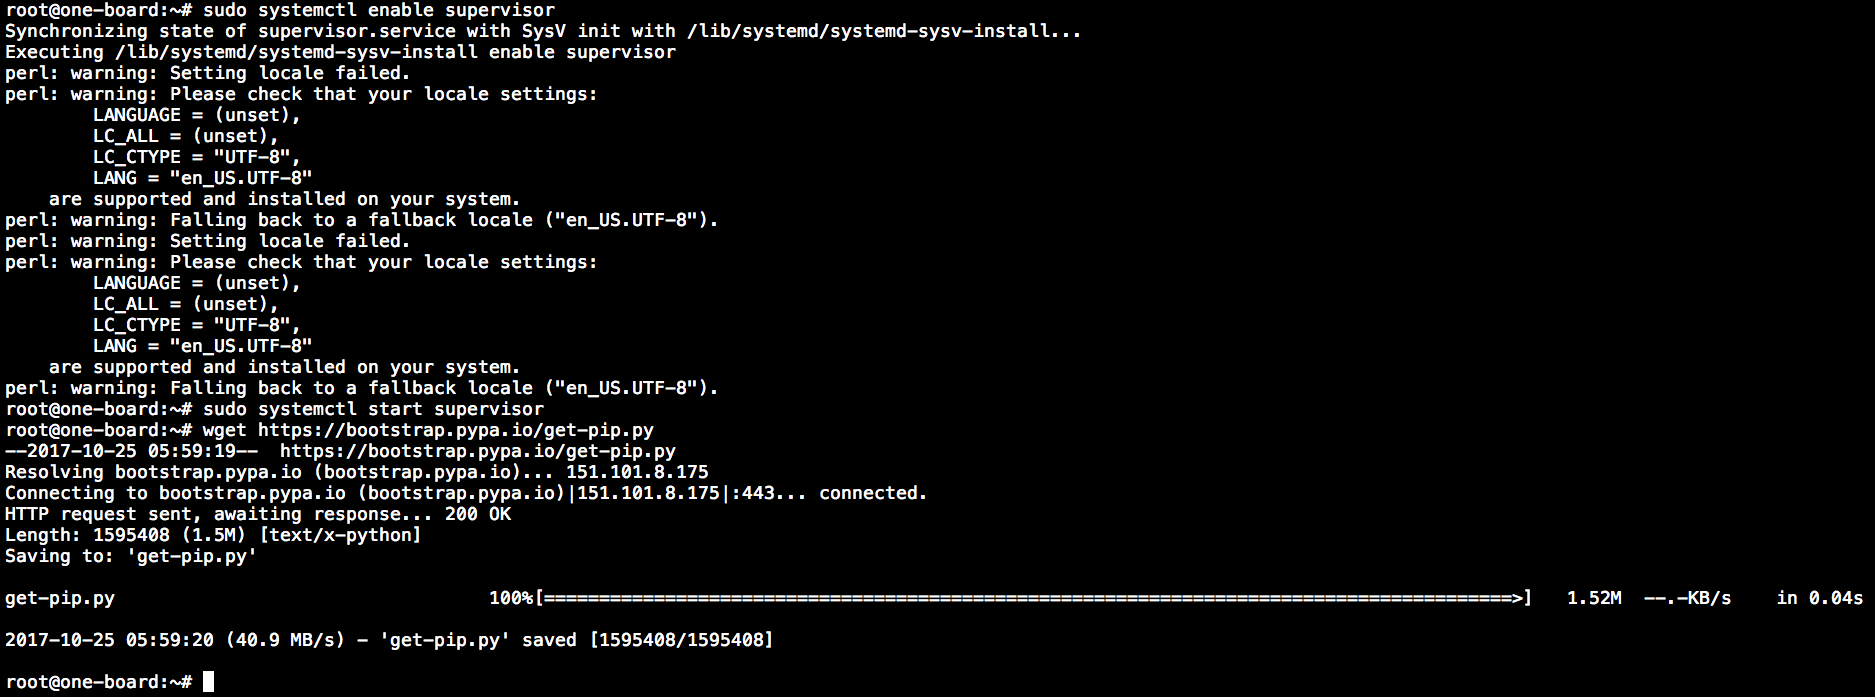 root@one-board:~# sudo systemctl enable supervisor
Synchronizing state of supervisor.service with SysV init with /lib/systemd/systemd-sysv-install...
Executing /lib/systemd/systemd-sysv-install enable supervisor
perl: warning: Setting locale failed.
perl: warning: Please check that your locale settings:
        LANGUAGE = (unset),
        LC_ALL = (unset),
        LC_CTYPE = "UTF-8",
        LANG = "en_US.UTF-8"
    are supported and installed on your system.
perl: warning: Falling back to a fallback locale ("en_US.UTF-8").
perl: warning: Setting locale failed.
perl: warning: Please check that your locale settings:
        LANGUAGE = (unset),
        LC_ALL = (unset),
        LC_CTYPE = "UTF-8",
        LANG = "en_US.UTF-8"
    are supported and installed on your system.
perl: warning: Falling back to a fallback locale ("en_US.UTF-8").
root@one-board:~# sudo systemctl start supervisor
root@one-board:~# wget https://bootstrap.pypa.io/get-pip.py
--2017-10-25 05:59:19--  https://bootstrap.pypa.io/get-pip.py
Resolving bootstrap.pypa.io (bootstrap.pypa.io)... 151.101.8.175
Connecting to bootstrap.pypa.io (bootstrap.pypa.io)|151.101.8.175|:443... connected.
HTTP request sent, awaiting response... 200 OK
Length: 1595408 (1.5M) [text/x-python]
Saving to: 'get-pip.py'
get-pip.py                                  100%[========================================================================================>]   1.52M  --.-KB/s    in 0.04s
2017-10-25 05:59:20 (40.9 MB/s) - 'get-pip.py' saved [1595408/1595408]
root@one-board:~#